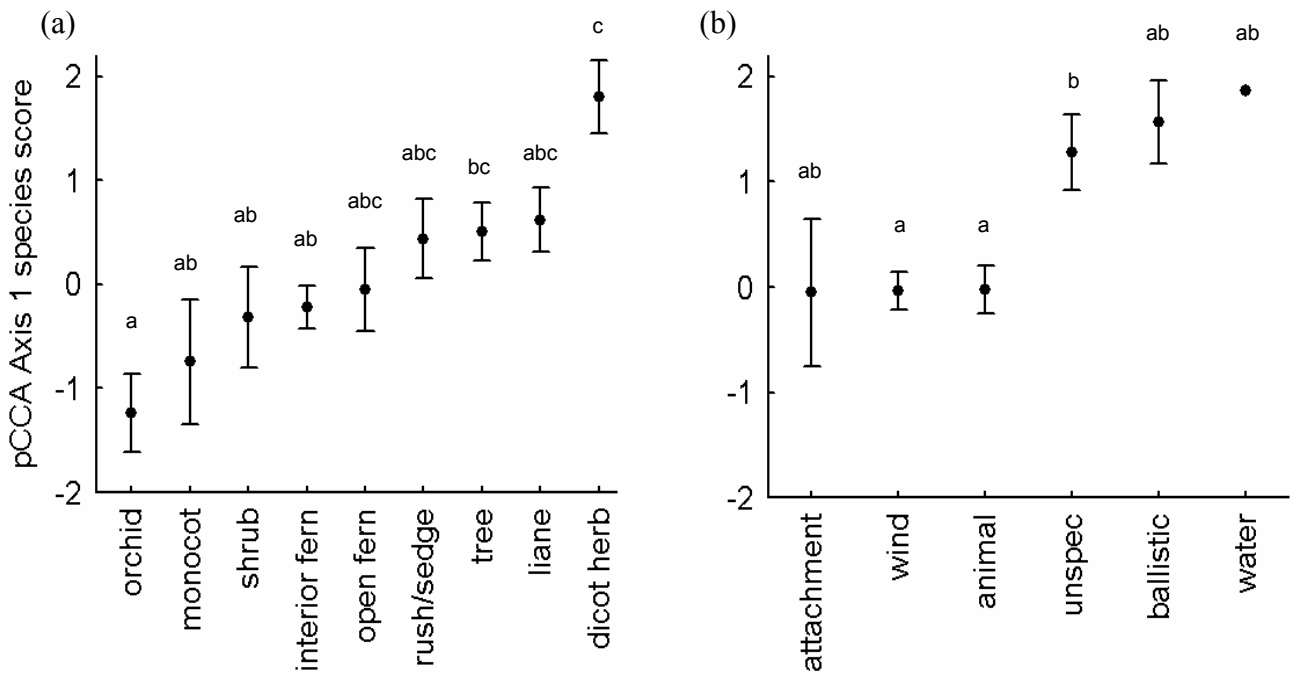 (a)
pCCA Axis 1 species score
2
1
0
-1
-2
a
ab
ab
ab
abc
abc
bc
abc
c
orchid
monocot
shrub
interior fern
open fern
rush/sedge
tree
liane
dicot herb
(b)
2
1
0
-1
-2
ab
a
a
b
ab
ab
attachment
wind
animal
unspec
ballistic
water